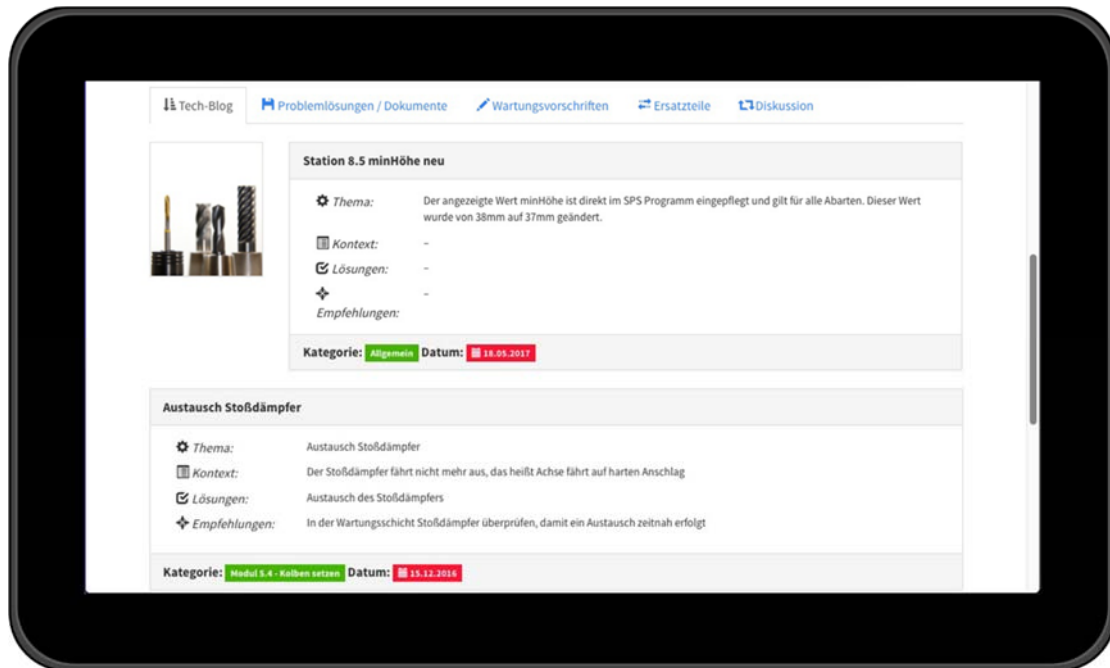 Tech-Blog Problemlösungen / Dokumente Wartungsvorschriften Ersatzteile Diskussion
Station 8.5 minHöhe neu
Thema: Der angezeigte Wert minHöhe ist direkt im SPS Programm eingepflegt und gilt für alle Abarten. Dieser Wert
wurde von 38mm auf 37mm geändert.
Kontext: –
Lösungen: –
Empfehlungen: –
Kategorie: Allgemein Datum: 18.05.2017
Austausch Stoßdämpfer
Thema: Austausch Stoßdämpfer
Kontext: Der Stoßdämpfer fährt nicht mehr aus, das heißt Achse fährt auf harten Anschlag
Lösungen: Austausch des Stoßdämpfers
Empfehlungen: In der Wartungsschicht Stoßdämpfer überprüfen, damit ein Austausch zeitnah erfolgt
Kategorie: Modul 5.4 - Kolben setzen Datum: 15.12.2016